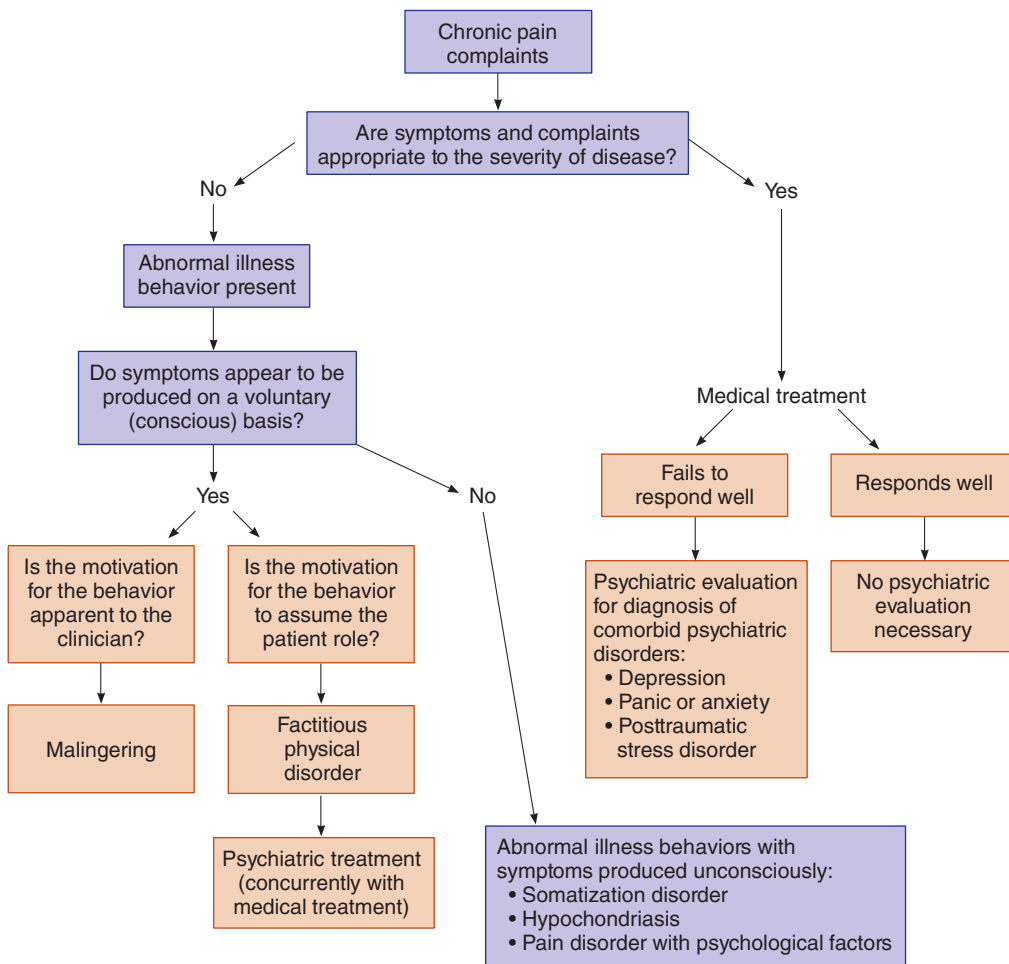 Chronic pain
complaints
Are symptoms and complaints
appropriate to the severity of disease?
No
Yes
Abnormal illness
behavior present
Do symptoms appear to be
produced on a voluntary
(conscious) basis?
Medical treatment
Yes
No
Fails to
respond well
Responds well
Is the motivation
for the behavior
apparent to the
clinician?
Is the motivation
for the behavior
to assume the
patient role?
Psychiatric evaluation
for diagnosis of
comorbid psychiatric
disorders:
• Depression
• Panic or anxiety
• Posttraumatic
stress disorder
No psychiatric
evaluation
necessary
Malingering
Factitious
physical
disorder
Psychiatric treatment
(concurrently with
medical treatment)
Abnormal illness behaviors with
symptoms produced unconsciously:
• Somatization disorder
• Hypochondriasis
• Pain disorder with psychological factors